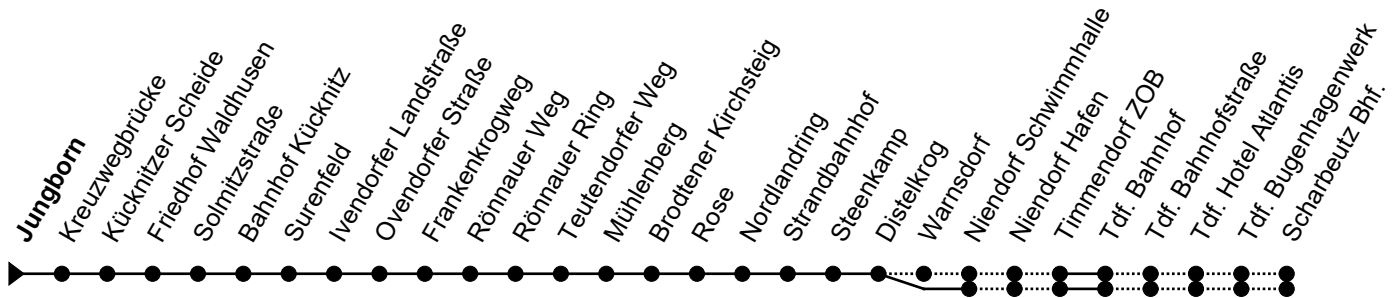 Jungborn
Kreuzwegbrücke
Kücknitzer Scheide
Friedhof Waldhusen
Solmitzstraße
Bahnhof Kücknitz
Surenfeld
Ivendorfer Landstraße
Ovendorfer Straße
Frankenkrogweg
Rönnauer Weg
Rönnauer Ring
Teutendorfer Weg
Mühlenberg
Brodtener Kirchsteig
Rose
Nordlandring
Strandbahnhof
Steenkamp
Distelkrog
Warnsdorf
Niendorf Schwimmhalle
Niendorf Hafen
Timmendorf ZOB
Tdf. Bahnhof
Tdf. Bahnhofstraße
Tdf. Hotel Atlantis
Tdf. Bugenhagenwerk
Scharbeutz Bhf.